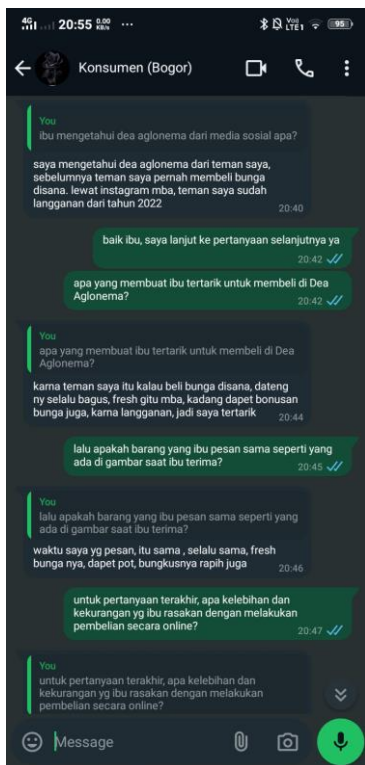 4G 20:55 0.00 KB/s ... Vo) LTE1 95
Konsumen (Bogor)
You
ibu mengetahui dea aglonema dari media sosial apa?
saya mengetahui dea aglonema dari teman saya,
sebelumnya teman saya pernah membeli bunga
disana. lewat instagram mba, teman saya sudah
langganan dari tahun 2022
20:40
baik ibu, saya lanjut ke pertanyaan selanjutnya ya
20:42
apa yang membuat ibu tertarik untuk membeli di Dea
Aglonema?
20:42
You
apa yang membuat ibu tertarik untuk membeli di Dea
Aglonema?
karna teman saya itu kalau beli bunga disana, dateng
ny selalu bagus, fresh gitu mba, kadang dapet bonusan
bunga juga, karna langganan, jadi saya tertarik
20:44
lalu apakah barang yang ibu pesan sama seperti yang
ada di gambar saat ibu terima?
20:45
You
lalu apakah barang yang ibu pesan sama seperti yang
ada di gambar saat ibu terima?
waktu saya yg pesan, itu sama , selalu sama, fresh
bunga nya, dapet pot, bungkusnya rapih juga
20:46
untuk pertanyaan terakhir, apa kelebihan dan
kekurangan yg ibu rasakan dengan melakukan
pembelian secara online?
20:47
You
untuk pertanyaan terakhir, apa kelebihan dan
kekurangan yg ibu rasakan dengan melakukan
pembelian secara online?
Message